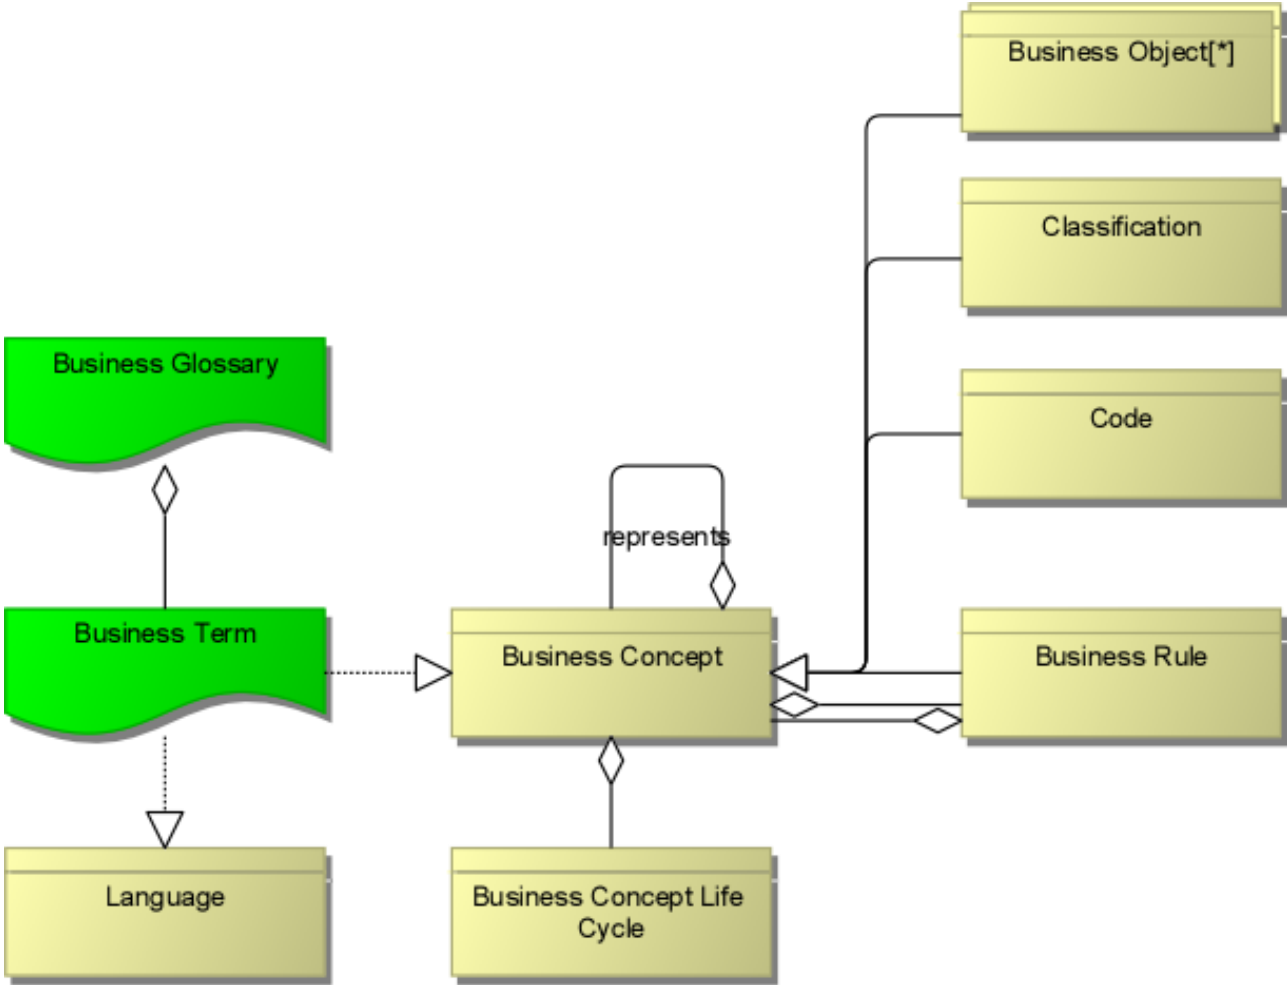 Business Object[*]
Classification
Business Glossary
Code
represents
Business Term
Business Concept
Business Rule
Language
Business Concept Life
Cycle